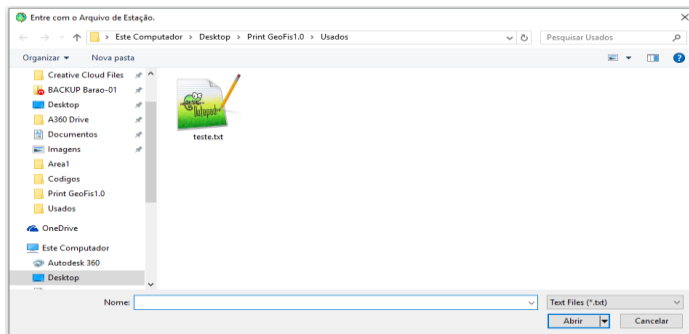 Entre com o Arquivo de Estação.
Este Computador > Desktop > Print GeoFis1.0 > Usados
Pesquisar Usados
Organizar
Nova pasta
Creative Cloud Files
BACKUP Barao-01
Desktop
A360 Drive
Documentos
Imagens
Area1
Codigos
Print GeoFis1.0
Usados
OneDrive
Este Computador
Autodesk 360
Desktop
teste.txt
Nome:
Text Files (*.txt)
Abrir
Cancelar